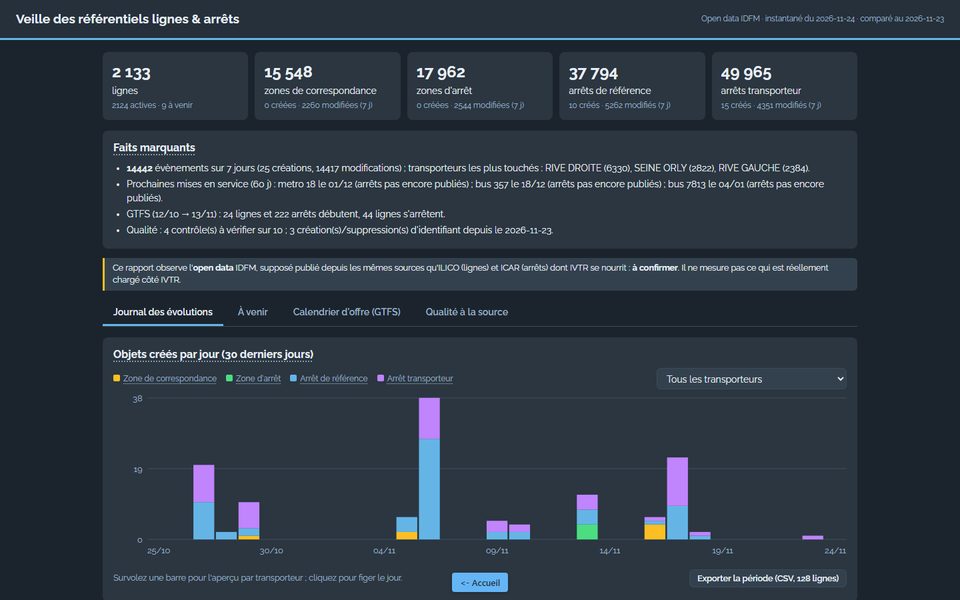 Veille des référentiels lignes & arrêts
Open data IDFM · instantané du 2026-11-24 · comparé au 2026-11-23
2 133
lignes
2124 actives · 9 à venir
15 548
zones de correspondance
0 créées · 2260 modifiées (7 j)
17 962
zones d'arrêt
0 créées · 2544 modifiées (7 j)
37 794
arrêts de référence
10 créés · 5262 modifiés (7 j)
49 965
arrêts transporteur
15 créés · 4351 modifiés (7 j)
Faits marquants
• 14442 évènements sur 7 jours (25 créations, 14417 modifications) ; transporteurs les plus touchés : RIVE DROITE (6330), SEINE ORLY (2822), RIVE GAUCHE (2384).
• Prochaines mises en service (60 j) : metro 18 le 01/12 (arrêts pas encore publiés) ; bus 357 le 18/12 (arrêts pas encore publiés) ; bus 7813 le 04/01 (arrêts pas encore
publiés).
• GTFS (12/10 → 13/11) : 24 lignes et 222 arrêts débutent, 44 lignes s'arrêtent.
• Qualité : 4 contrôle(s) à vérifier sur 10 ; 3 création(s)/suppression(s) d'identifiant depuis le 2026-11-23.
Ce rapport observe l'open data IDFM, supposé publié depuis les mêmes sources qu'ILICO (lignes) et ICAR (arrêts) dont IVTR se nourrit : à confirmer. Il ne mesure pas ce qui est réellement
chargé côté IVTR.
Journal des évolutions
À venir
Calendrier d'offre (GTFS)
Qualité à la source
Objets créés par jour (30 derniers jours)
Zone de correspondance
Zone d'arrêt
Arrêt de référence
Arrêt transporteur
Tous les transporteurs
38
19
0
25/10
30/10
04/11
09/11
14/11
19/11
24/11
Survolez une barre pour l'aperçu par transporteur ; cliquez pour figer le jour.
<- Accueil
Exporter la période (CSV, 128 lignes)